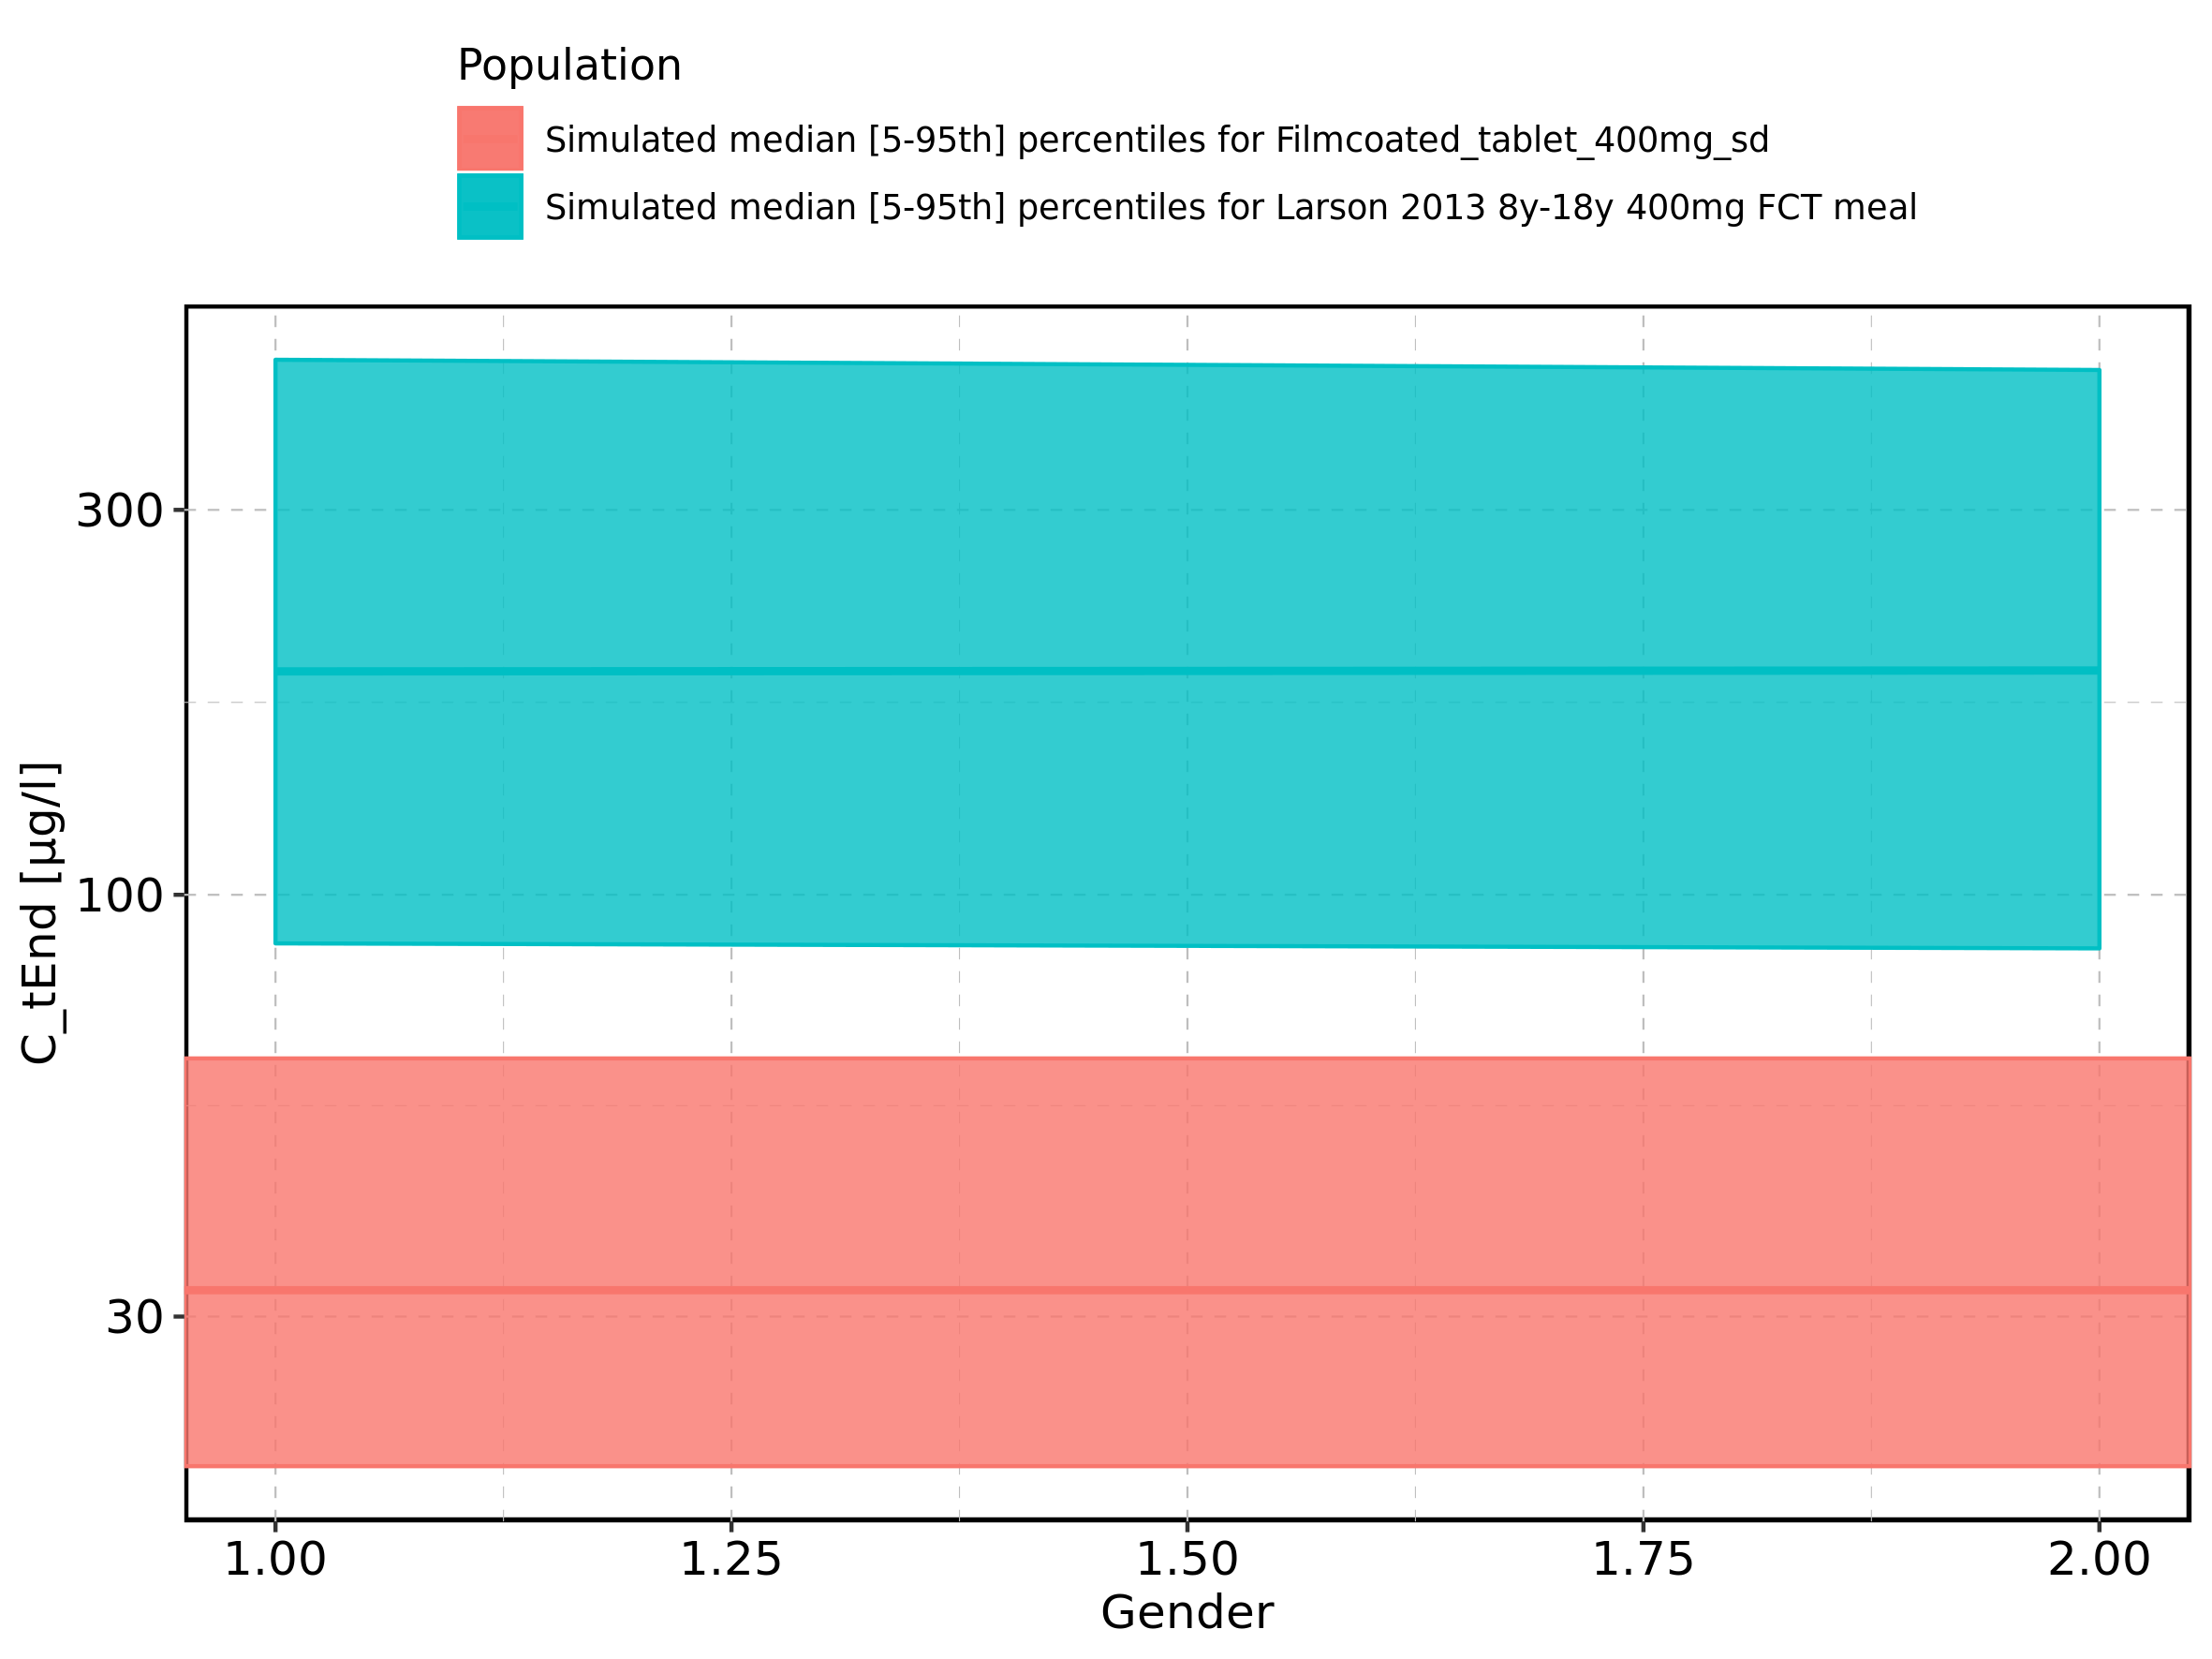 Population
Simulated median [5-95th] percentiles for Filmcoated_tablet_400mg_sd
Simulated median [5-95th] percentiles for Larson 2013 8y-18y 400mg FCT meal
C_tEnd [µg/l]
300
100
30
1.00 1.25 1.50 1.75 2.00
Gender